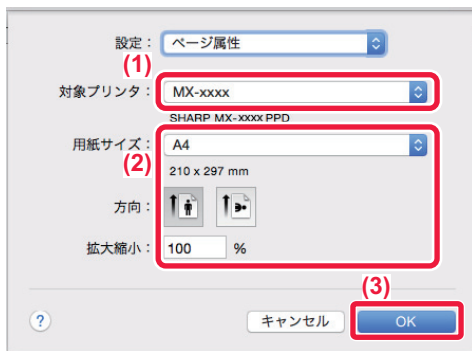 設定： ページ属性
(1)
対象プリンタ： MX-xxxx
SHARP MX-xxxx PPD
用紙サイズ： A4
(2)
210 x 297 mm
方向：
拡大縮小： 100 %
(3)
? キャンセル OK